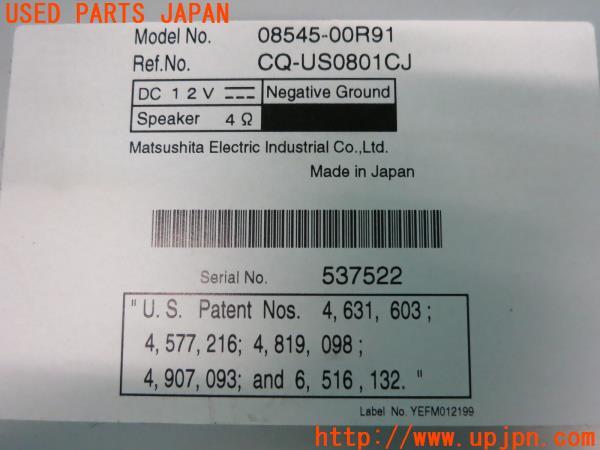 USED PARTS JAPAN
Model No. 08545-00R91
Ref.No. CQ-US0801CJ
DC 12V Negative Ground
Speaker 4Ω
Matsushita Electric Industrial Co.,Ltd.
Made in Japan
Serial No. 537522
"U.S. Patent Nos. 4,631,603;
4,577,216; 4,819,098;
4,907,093; and 6,516,132."
Label No. YEFM012199
http://www.upjpn.com/